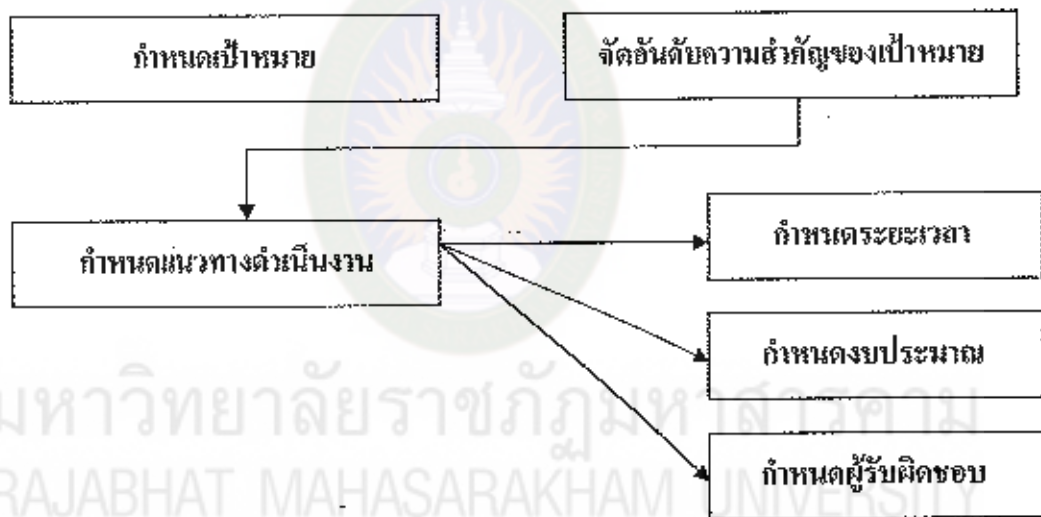 กำหนดเป้าหมาย
จัดอันดับความสำคัญของเป้าหมาย
กำหนดแนวทางดำเนินงาน
กำหนดระยะเวลา
กำหนดงบประมาณ
กำหนดผู้รับผิดชอบ
มหาวิทยาลัยราชภัฏมหาสารคาม
RAJABHAT MAHASARAKHAM UNIVERSITY